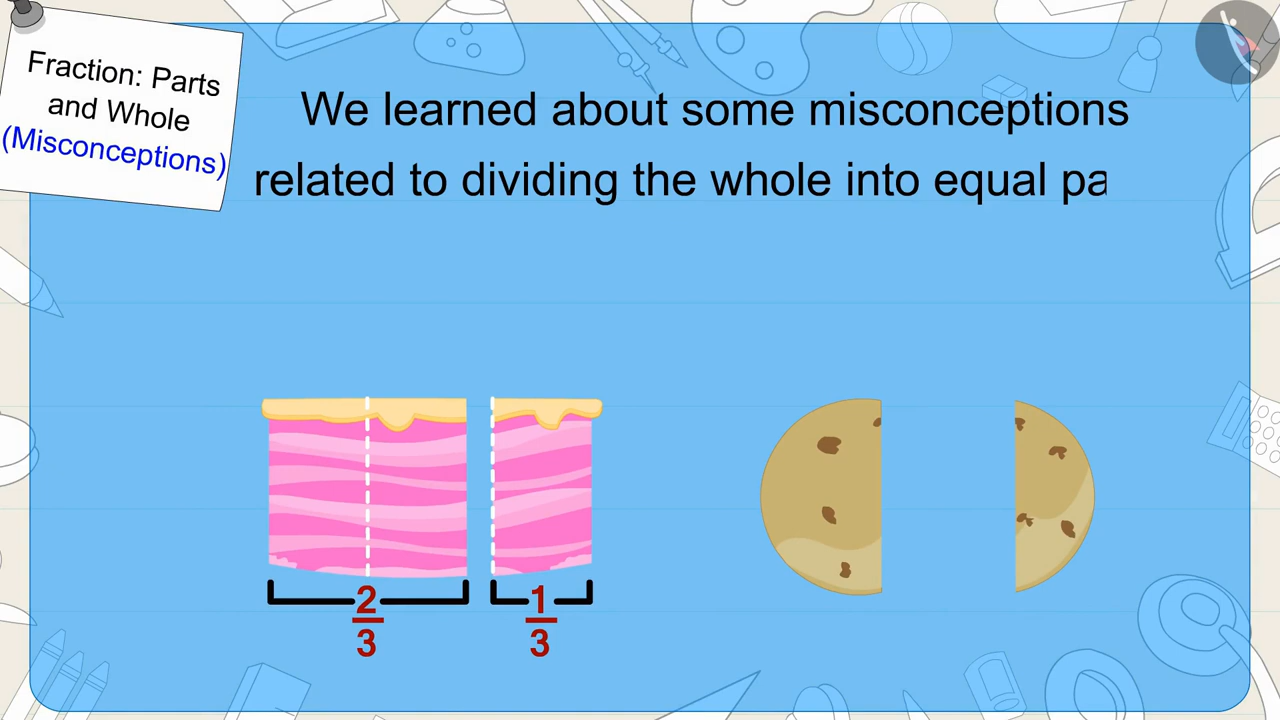 Fraction: Parts
and Whole
(Misconceptions)
We learned about some misconceptions
related to dividing the whole into equal pa
2
3
1
3